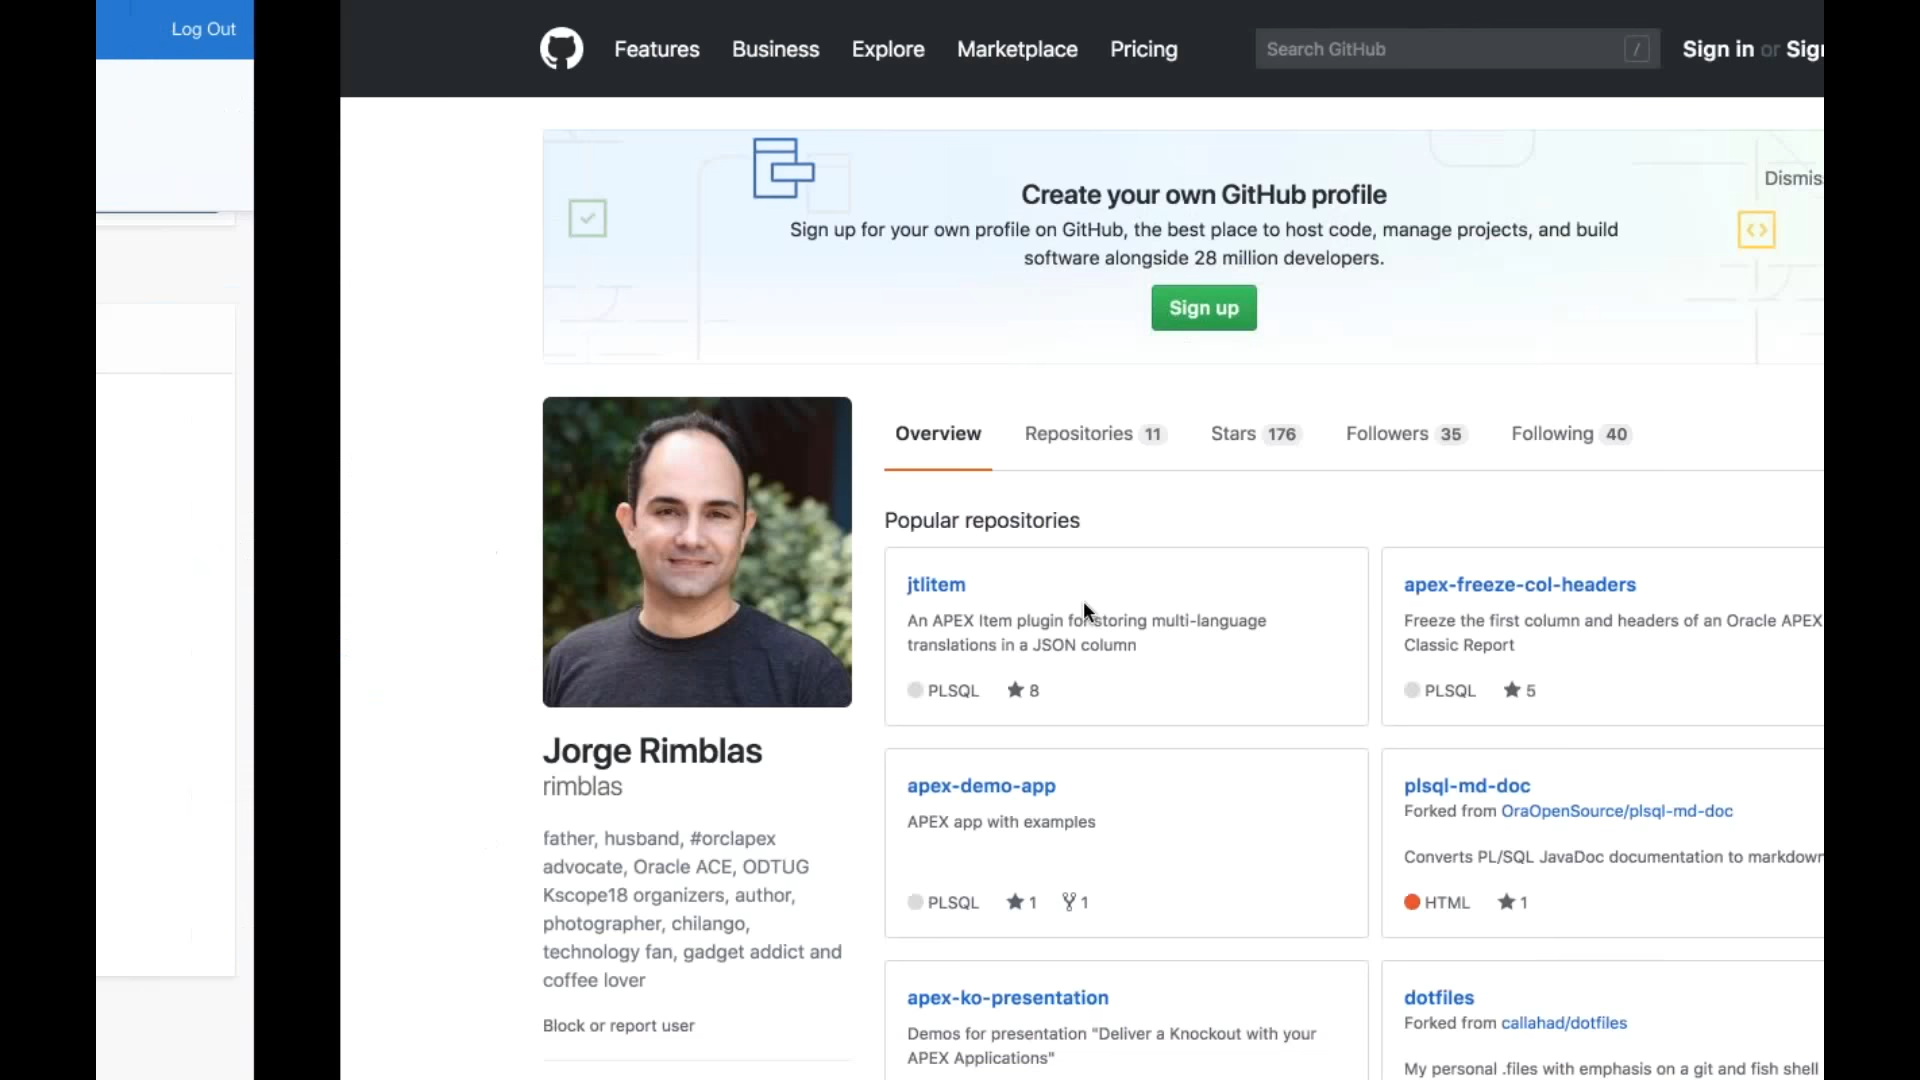 Log Out
Features Business Explore Marketplace Pricing
Search GitHub /
Sign in or
Create your own GitHub profile
Sign up for your own profile on GitHub, the best place to host code, manage projects, and build
software alongside 28 million developers.
Sign up
Overview Repositories 11 Stars 176 Followers 35 Following 40
Popular repositories
jtlitem
An APEX Item plugin for storing multi-language
translations in a JSON column
PLSQL 8
apex-freeze-col-headers
Freeze the first column and headers of an Oracle APEX
Classic Report
PLSQL 5
Jorge Rimblas
rimblas
father, husband, #orclapex
advocate, Oracle ACE, ODTUG
Kscope18 organizers, author,
photographer, chilango,
technology fan, gadget addict and
coffee lover
Block or report user
apex-demo-app
APEX app with examples
PLSQL 1 1
plsql-md-doc
Forked from OraOpenSource/plsql-md-doc
Converts PL/SQL JavaDoc documentation to markdown
HTML 1
apex-ko-presentation
Demos for presentation "Deliver a Knockout with your
APEX Applications"
dotfiles
Forked from callahad/dotfiles
My personal .files with emphasis on a git and fish shell